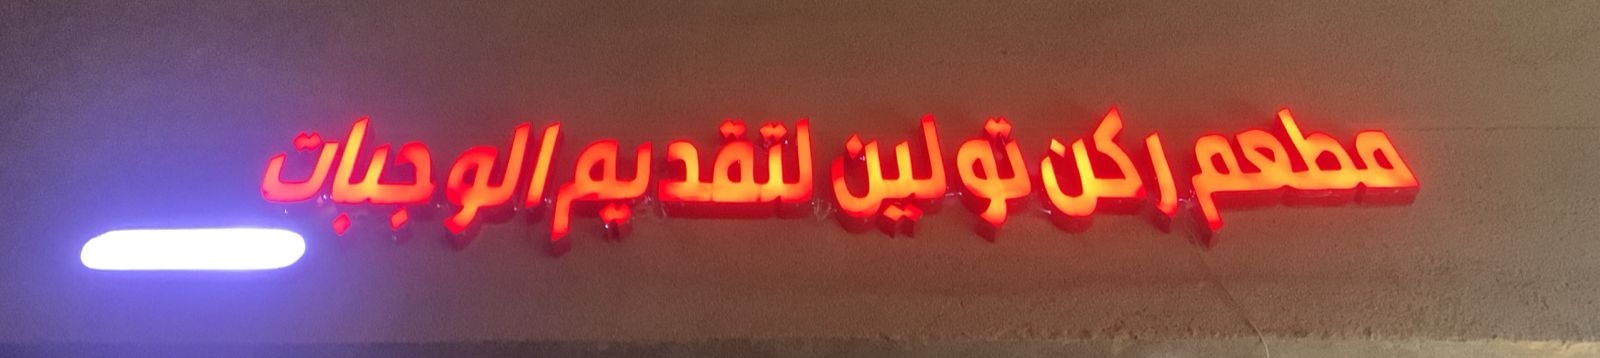 مطعم ركن تولين لتقديم الوجبات